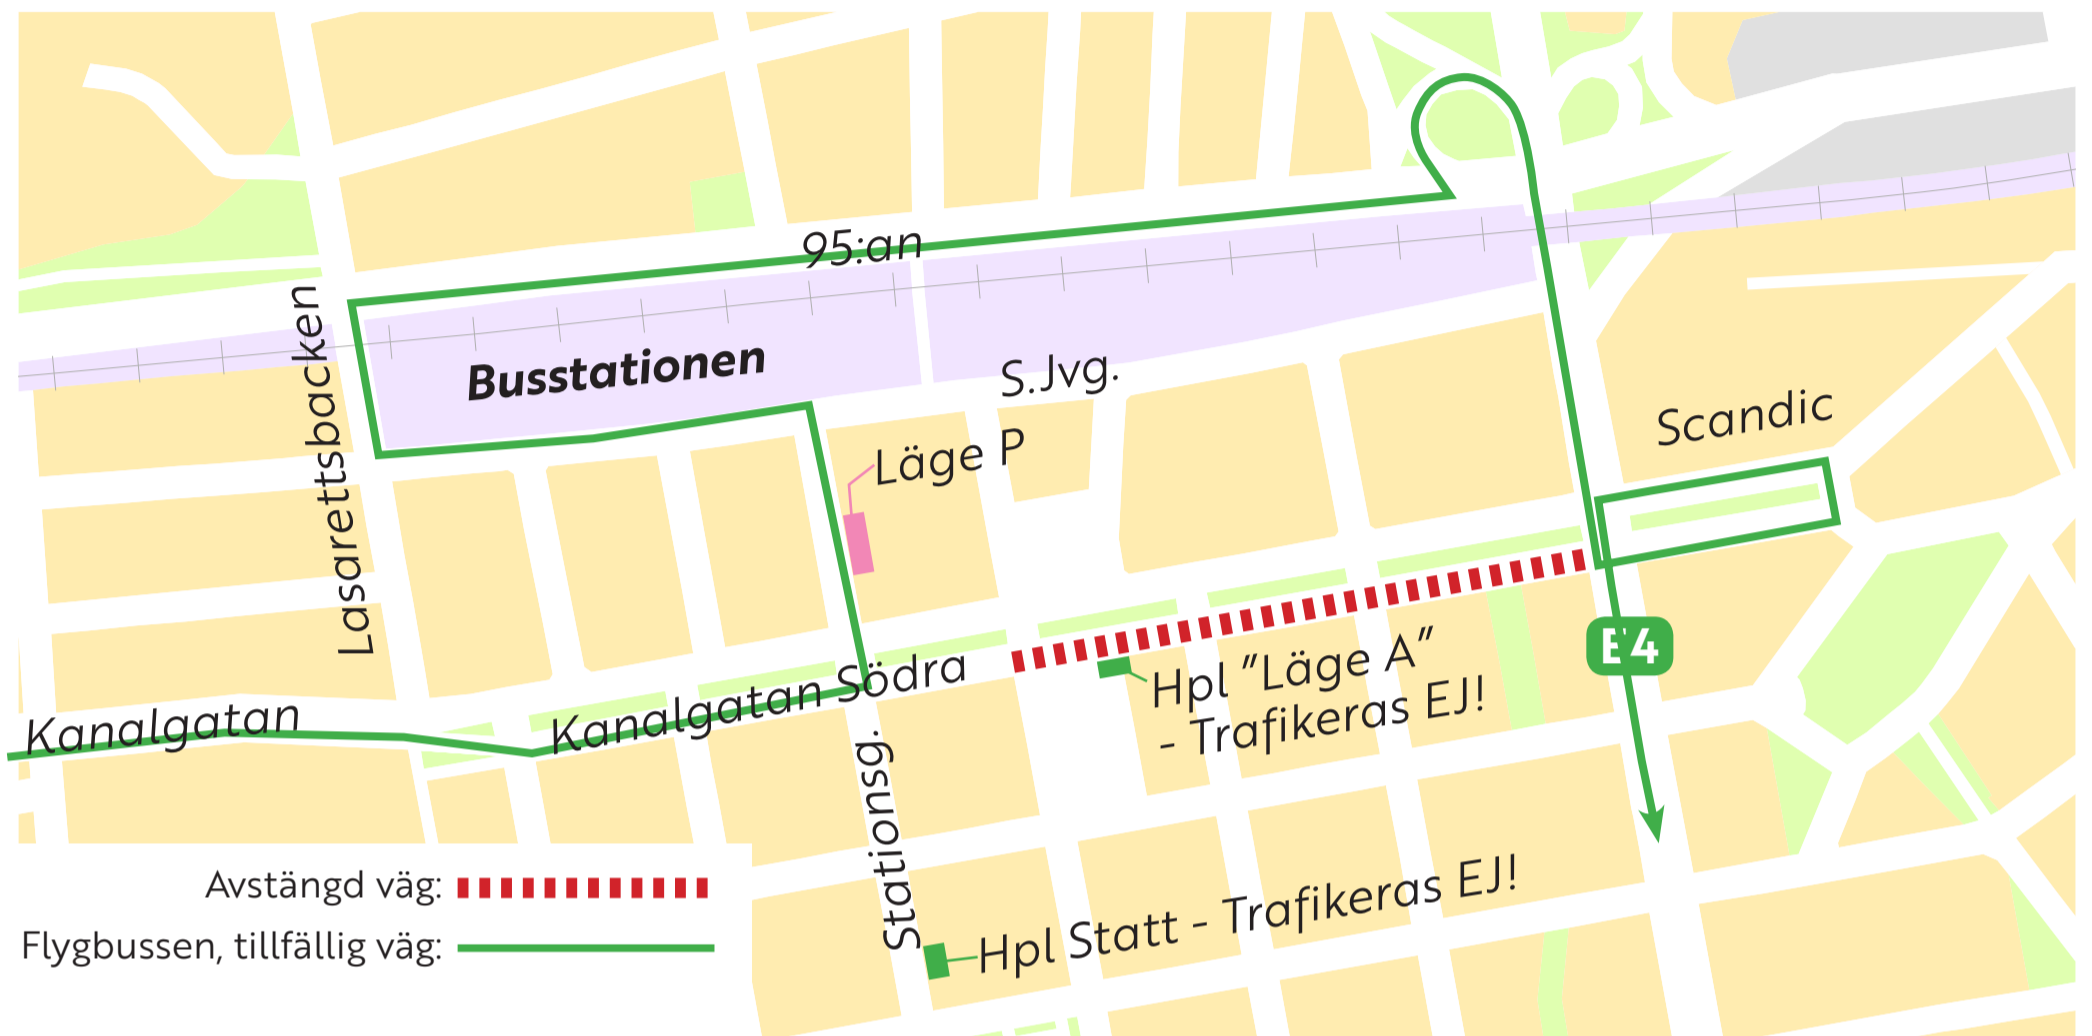 95:an
Lasarettsbacken
Busstationen
S.Jvg.
Scandic
Läge P
E4
Hpl ”Läge A”
- Trafikeras EJ!
Kanalgatan
Kanalgatan Södra
Stationsg.
Hpl Statt - Trafikeras EJ!
Avstängd väg:
Flygbussen, tillfällig väg: